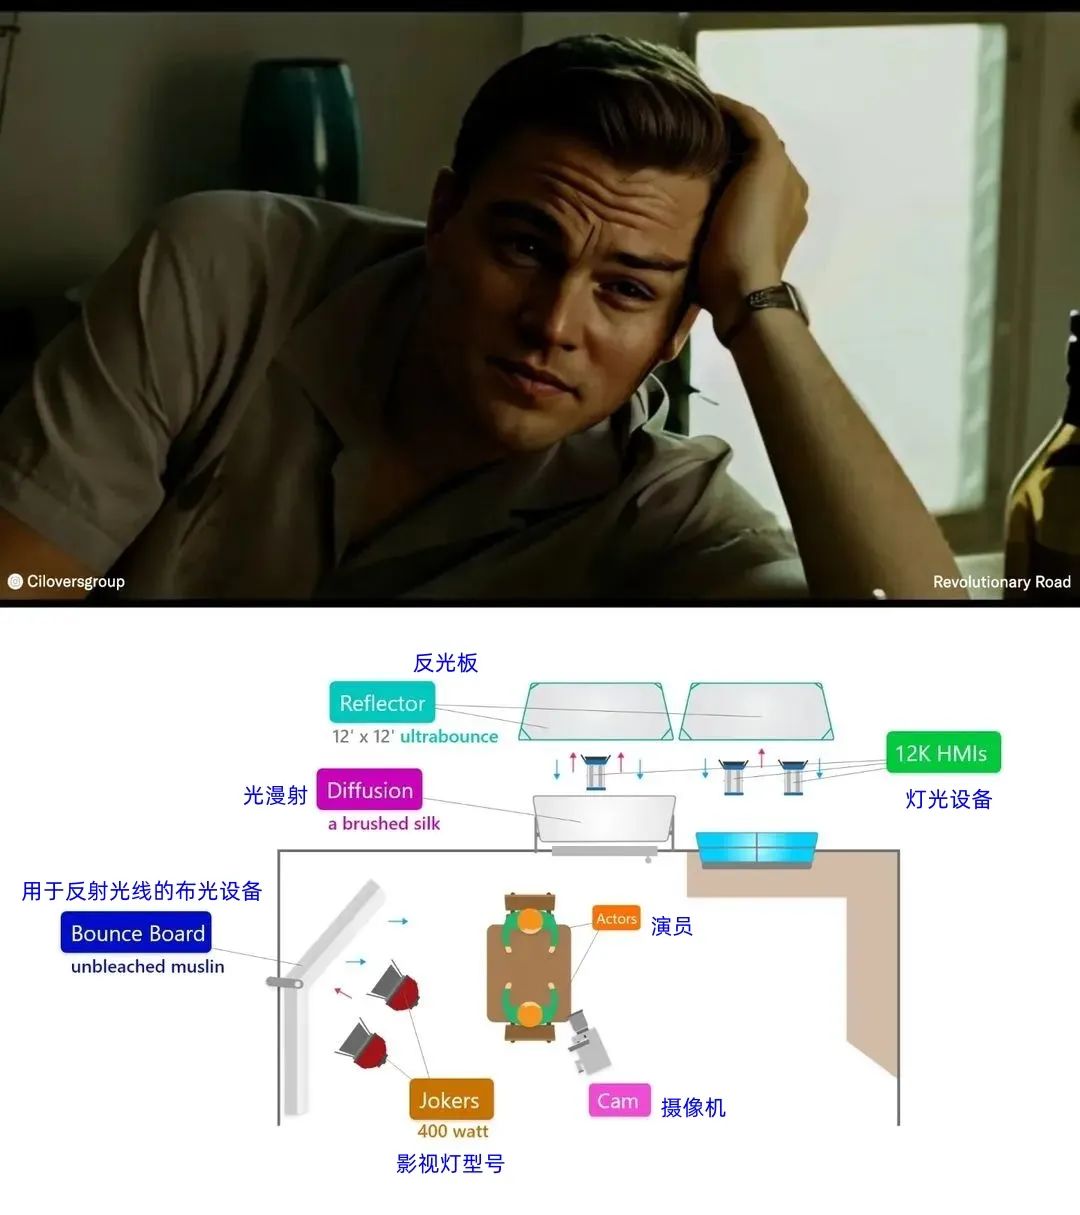 Ciloversgroup
Revolutionary Road
反光板
Reflector
12' x 12' ultrabounce
12K HMIs
灯光设备
Diffusion
光漫射
a brushed silk
用于反射光线的布光设备
Bounce Board
unbleached muslin
Actors
演员
Jokers
400 watt
影视灯型号
Cam
摄像机